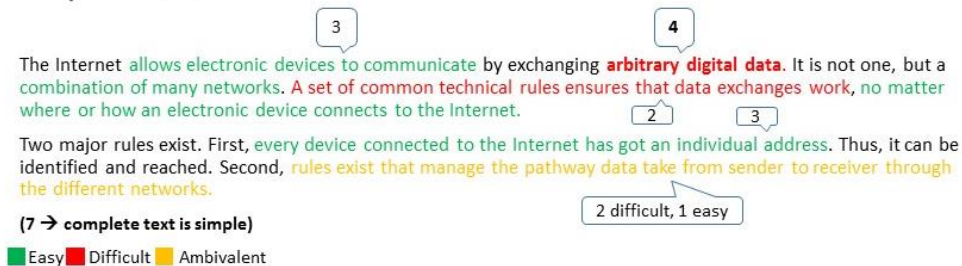 3
4
The Internet allows electronic devices to communicate by exchanging arbitrary digital data. It is not one, but a
combination of many networks. A set of common technical rules ensures that data exchanges work, no matter
where or how an electronic device connects to the Internet.
2
3
Two major rules exist. First, every device connected to the Internet has got an individual address. Thus, it can be
identified and reached. Second, rules exist that manage the pathway data take from sender to receiver through
the different networks.
2 difficult, 1 easy
(7 → complete text is simple)
Easy Difficult Ambivalent